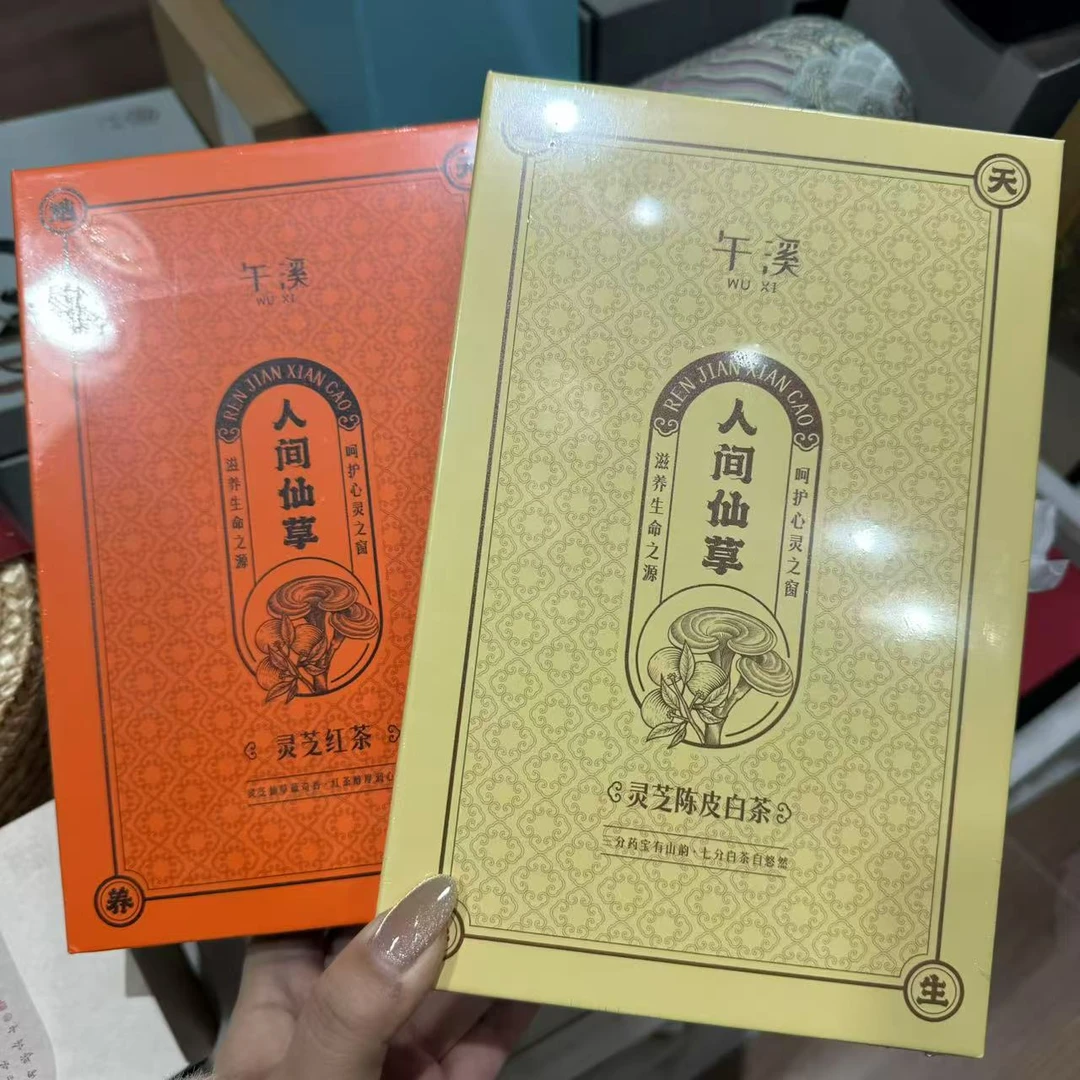 地
天
午溪
WU XI
REN JIAN XIAN CAO
人间仙草
呵护心灵之窗
滋养生命之源
灵芝红茶
养
天
午溪
WU XI
REN JIAN XIAN CAO
人间仙草
呵护心灵之窗
滋养生命之源
灵芝陈皮白茶
三分药宝有山韵·七分白茶自悠然
生